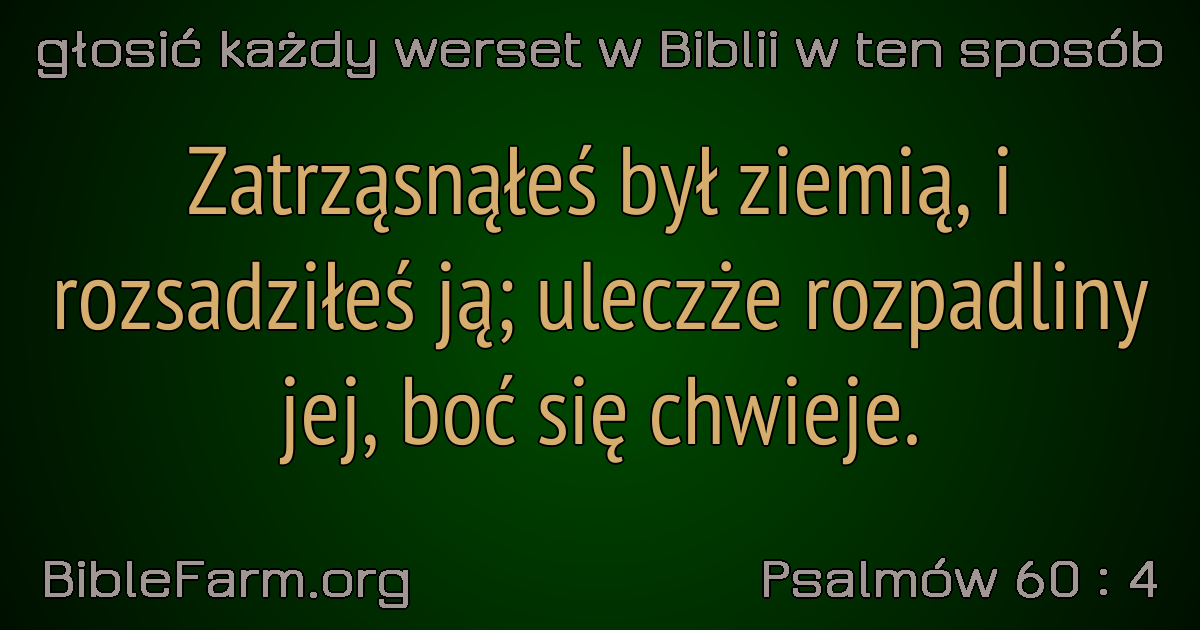 głosić każdy werset w Biblii w ten sposób
Zatrząsnąłeś był ziemią, i
rozsadziłeś ją; uleczże rozpadliny
jej, boć się chwieje.
BibleFarm.org
Psalmów 60 : 4